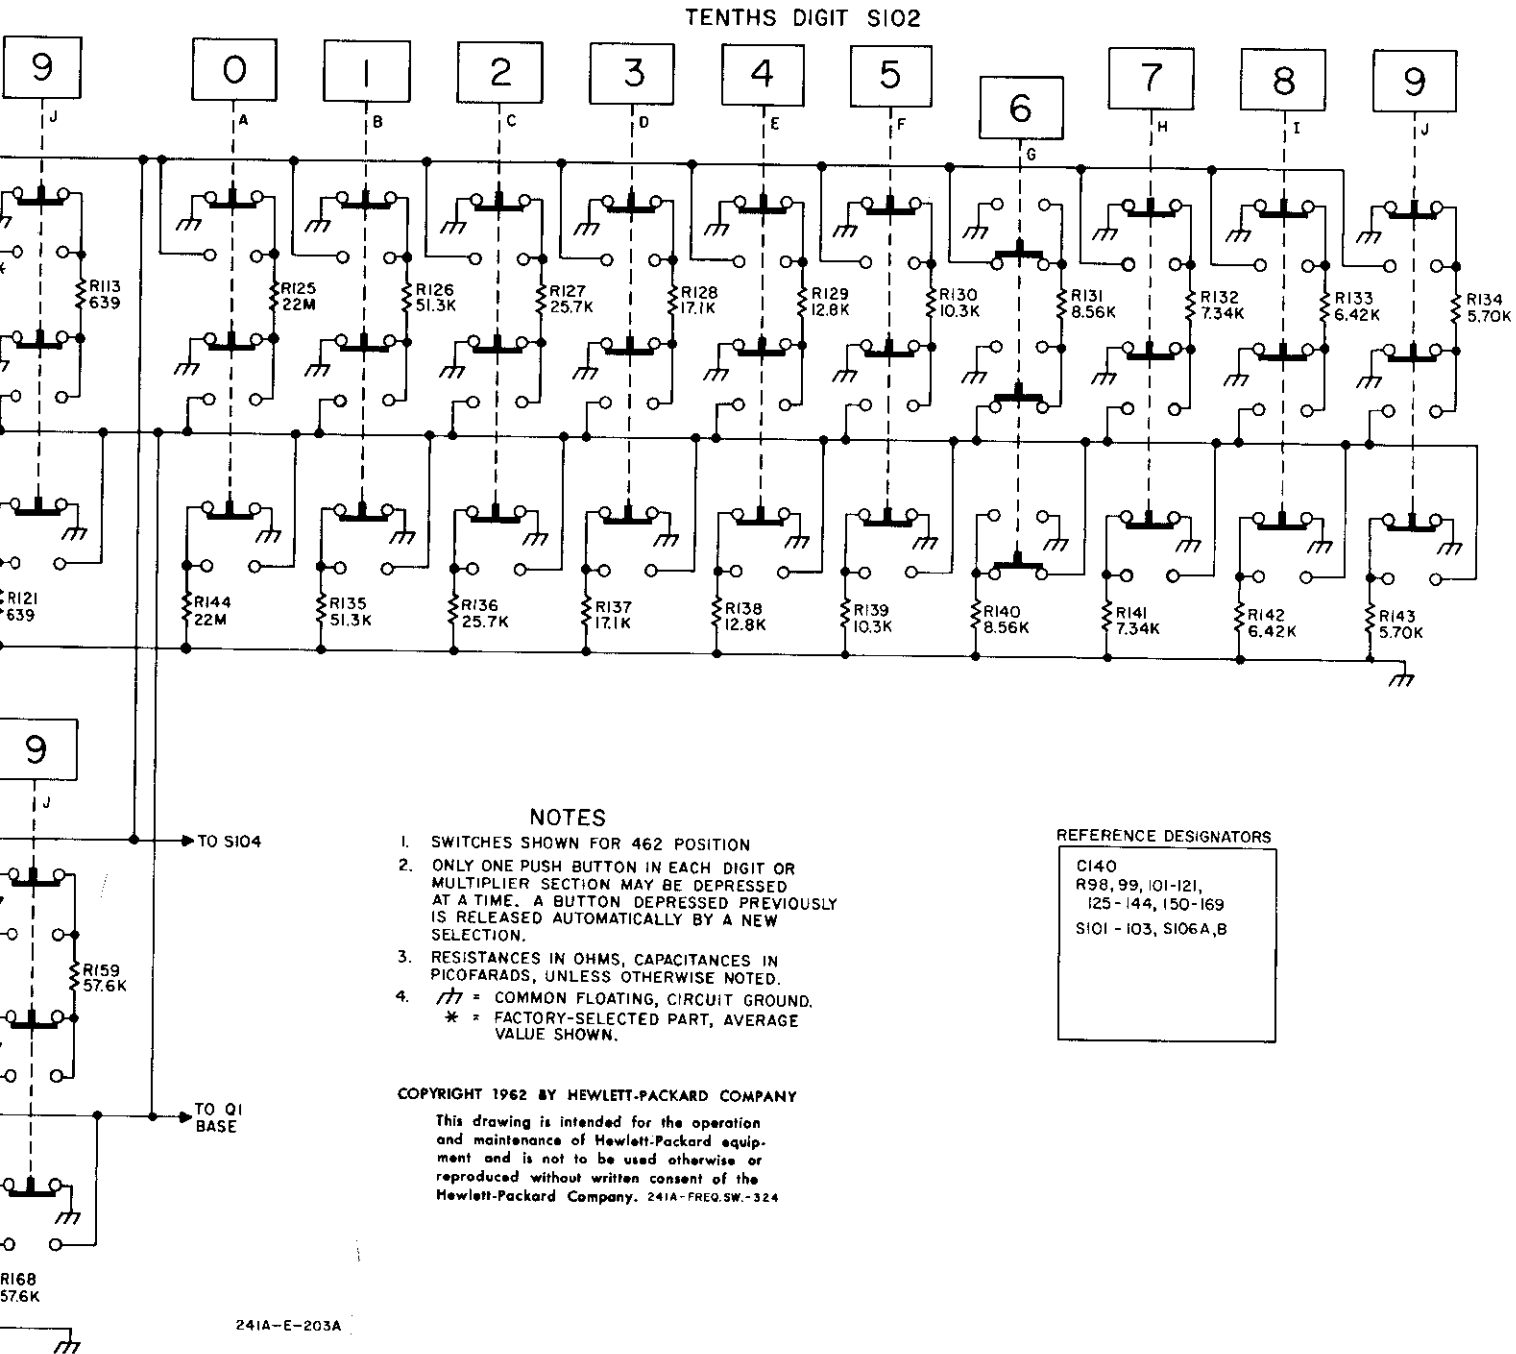 TENTHS DIGIT S102
9 0 1 2 3 4 5 6 7 8 9
J A B C D E F G H I J
*
R113 R125 R126 R127 R128 R129 R130 R131 R132 R133 R134
639 22M 51.3K 25.7K 17.1K 12.8K 10.3K 8.56K 7.34K 6.42K 5.70K
R121 R144 R135 R136 R137 R138 R139 R140 R141 R142 R143
639 22M 51.3K 25.7K 17.1K 12.8K 10.3K 8.56K 7.34K 6.42K 5.70K
9
J
TO S104
R159
57.6K
TO Q1
BASE
R168
57.6K
241A-E-203A
NOTES
1. SWITCHES SHOWN FOR 462 POSITION
2. ONLY ONE PUSH BUTTON IN EACH DIGIT OR
MULTIPLIER SECTION MAY BE DEPRESSED
AT A TIME. A BUTTON DEPRESSED PREVIOUSLY
IS RELEASED AUTOMATICALLY BY A NEW
SELECTION.
3. RESISTANCES IN OHMS, CAPACITANCES IN
PICOFARADS, UNLESS OTHERWISE NOTED.
4. = COMMON FLOATING, CIRCUIT GROUND.
* = FACTORY-SELECTED PART, AVERAGE
VALUE SHOWN.
COPYRIGHT 1962 BY HEWLETT-PACKARD COMPANY
This drawing is intended for the operation
and maintenance of Hewlett-Packard equip-
ment and is not to be used otherwise or
reproduced without written consent of the
Hewlett-Packard Company. 241A-FREQ.SW.-324
REFERENCE DESIGNATORS
C140
R98, 99, 101-121,
125-144, 150-169
S101-103, S106A,B